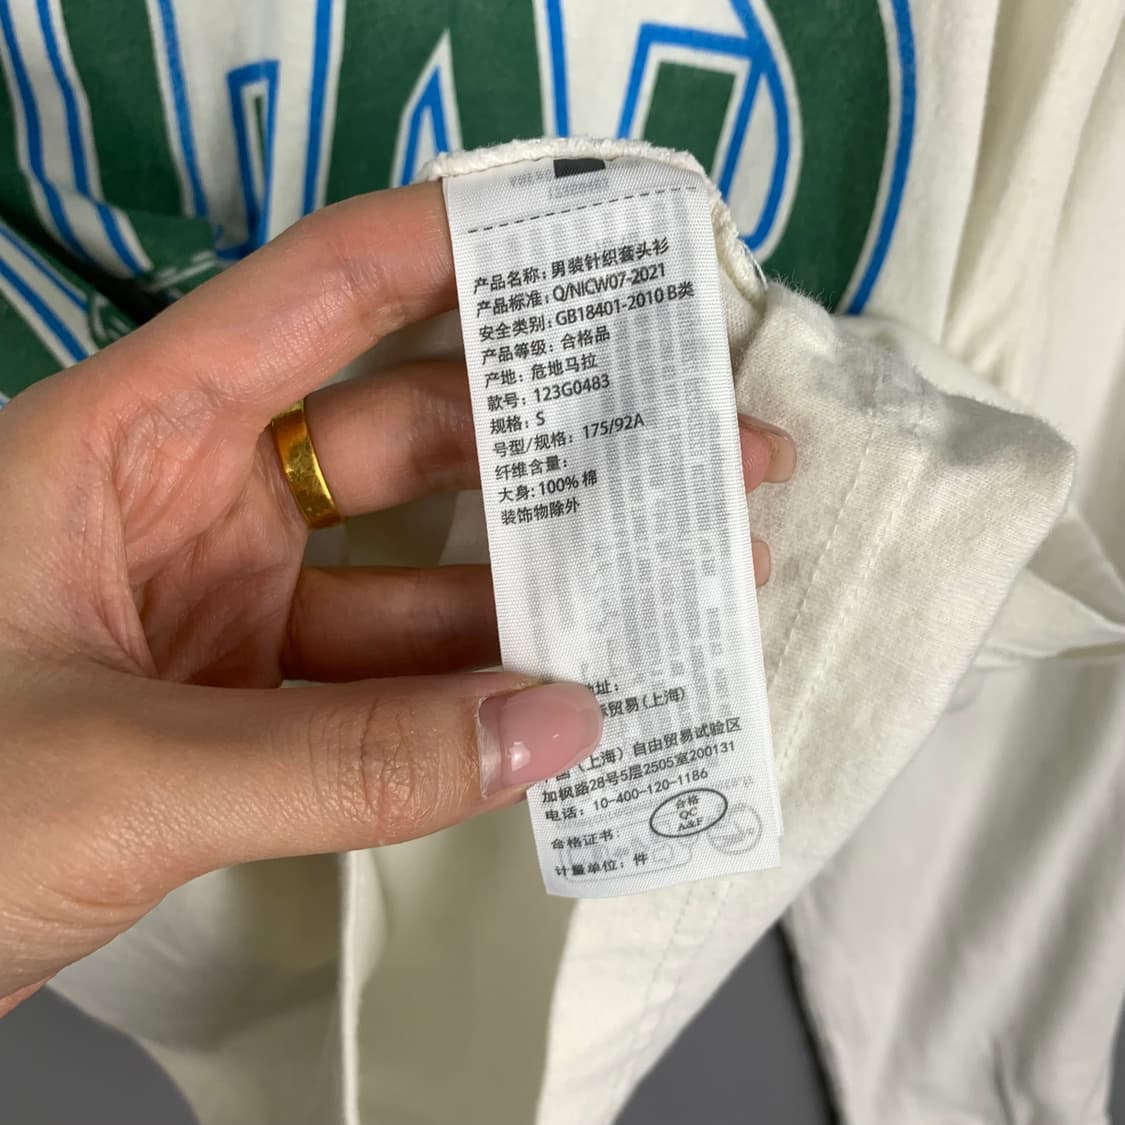 产品名称：男装针织套头衫
产品标准：Q/NICW07-2021
安全类别：GB18401-2010 B类
产品等级：合格品
产地：危地马拉
款号：123G0483
规格：S
号型/规格：175/92A
纤维含量：
大身：100% 棉
装饰物除外
址：
贸易（上海）
（上海）自由贸易试验区
加枫路28号5层2505室200131
电话：10-400-120-1186
合格证书：
合格
QC
A&F
计量单位：件